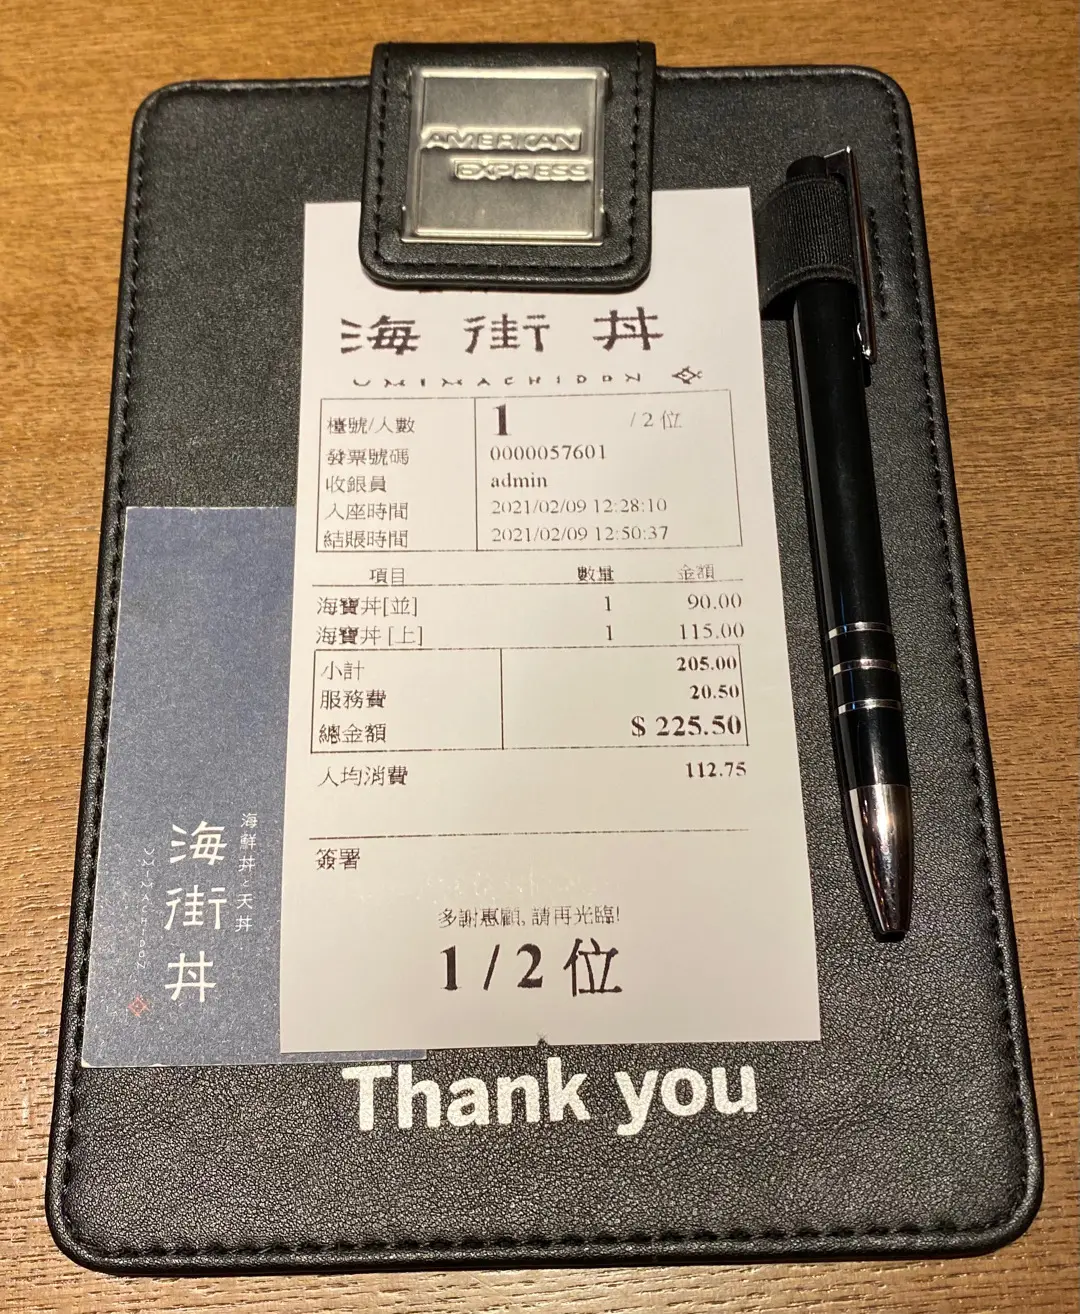 AMERICAN
EXPRESS
海街丼
UMIMACHIDON
檯號/人數 1 /2 位
發票號碼 0000057601
收銀員 admin
入座時間 2021/02/09 12:28:10
結賬時間 2021/02/09 12:50:37
項目 數量 金額
海寶丼[並] 1 90.00
海寶丼 [上] 1 115.00
小計 205.00
服務費 20.50
總金額 $ 225.50
人均消費 112.75
簽署
多謝惠顧, 請再光臨!
1 / 2 位
海鮮丼と天丼
海街丼
UMIMACHIDON
Thank you